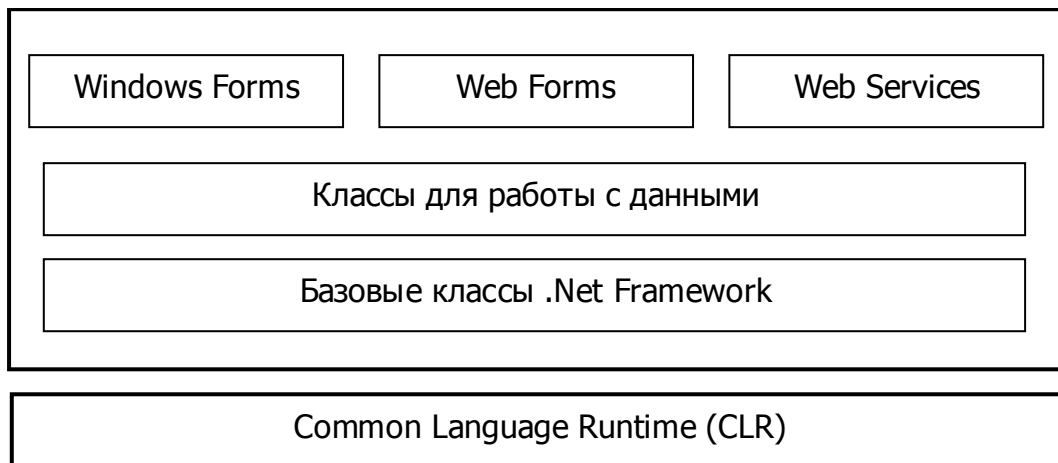 Windows Forms
Web Forms
Web Services
Классы для работы с данными
Базовые классы .Net Framework
Common Language Runtime (CLR)